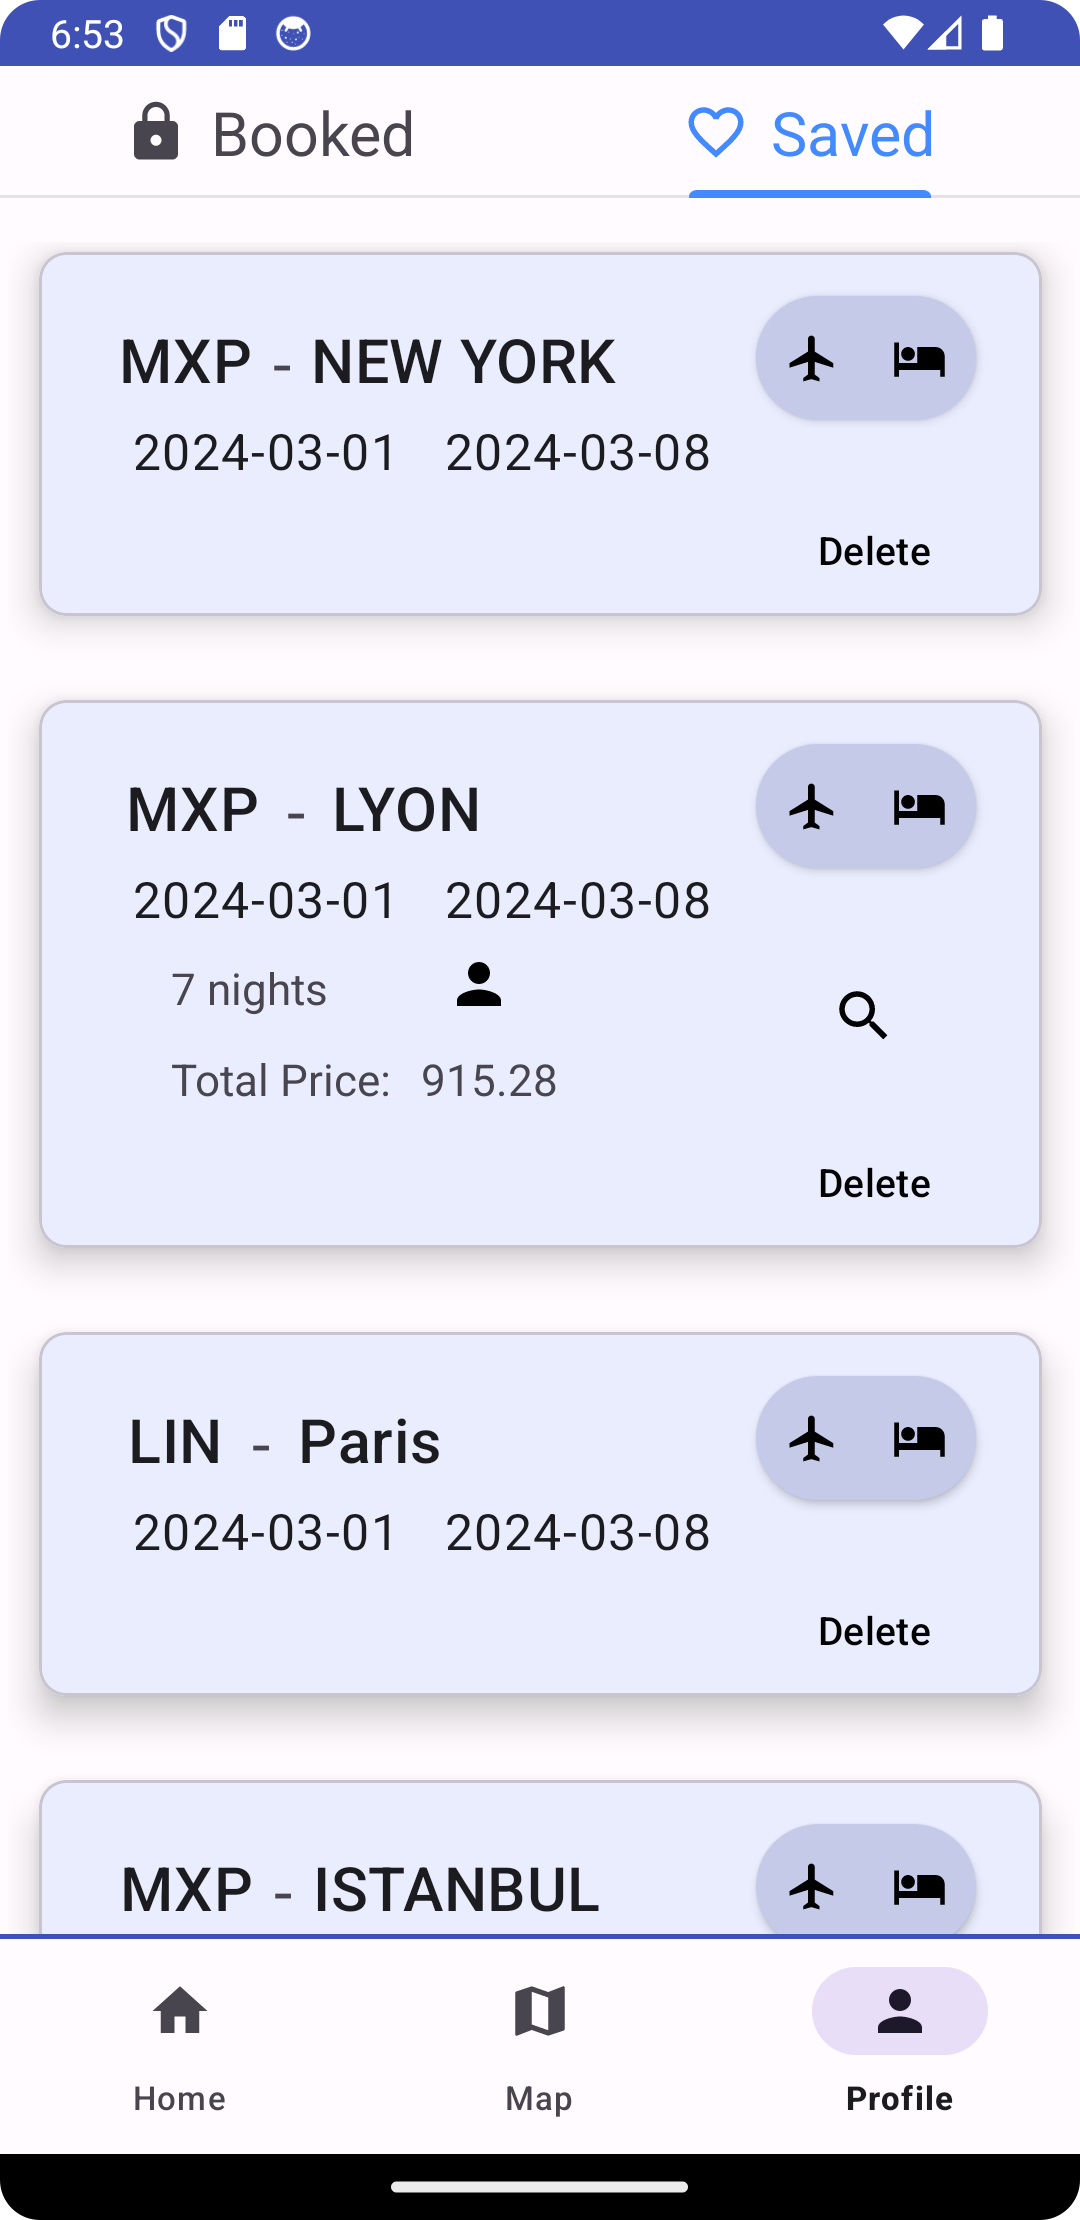 6:53
Booked
Saved
MXP - NEW YORK
2024-03-01 2024-03-08
Delete
MXP - LYON
2024-03-01 2024-03-08
7 nights
Total Price: 915.28
Delete
LIN - Paris
2024-03-01 2024-03-08
Delete
MXP - ISTANBUL
Home
Map
Profile